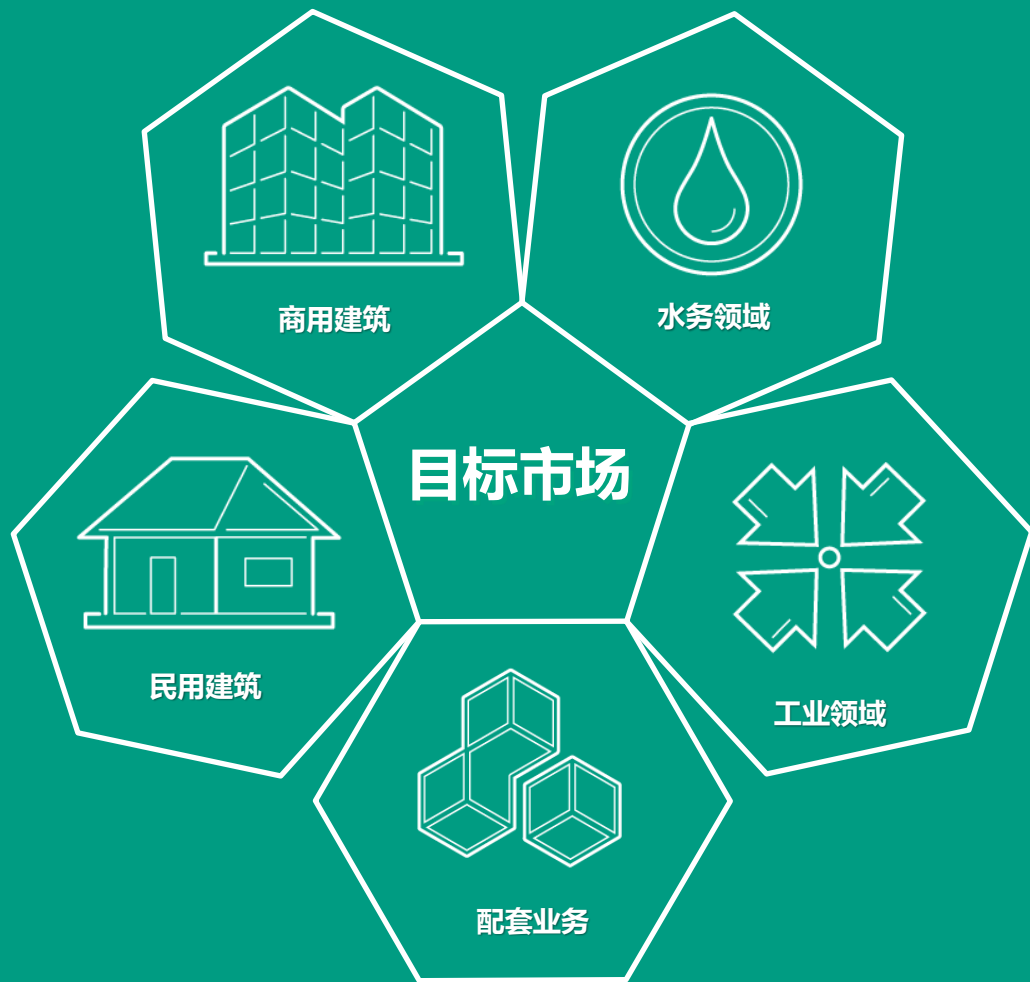 商用建筑
水务领域
目标市场
民用建筑
工业领域
配套业务